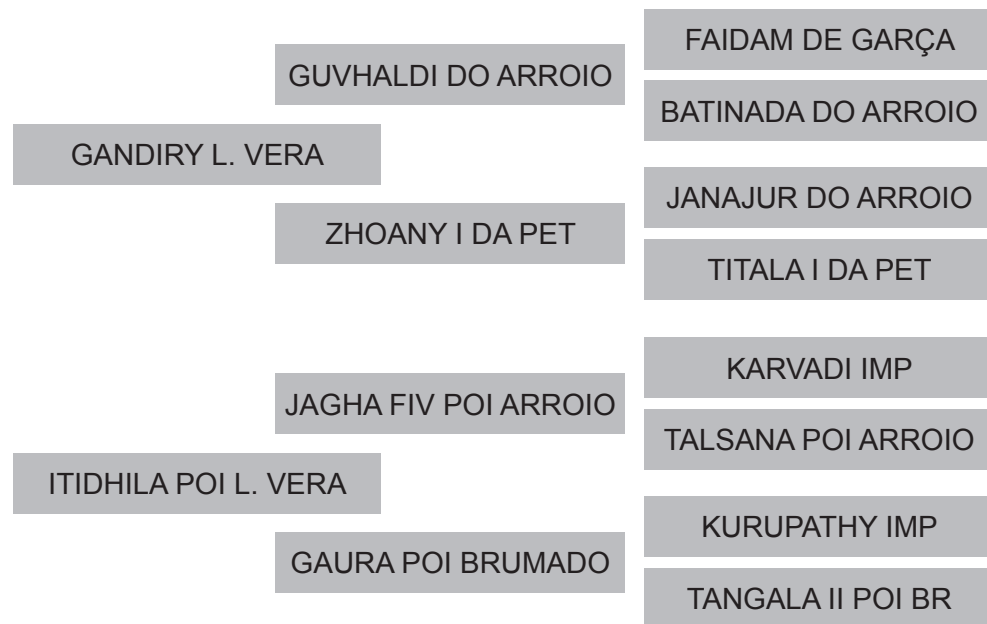 FAIDAM DE GARÇA
GUVHALDI DO ARROIO
BATINADA DO ARROIO
GANDIRY L. VERA
JANAJUR DO ARROIO
ZHOANY I DA PET
TITALA I DA PET
KARVADI IMP
JAGHA FIV POI ARROIO
TALSANA POI ARROIO
ITIDHILA POI L. VERA
KURUPATHY IMP
GAURA POI BRUMADO
TANGALA II POI BR